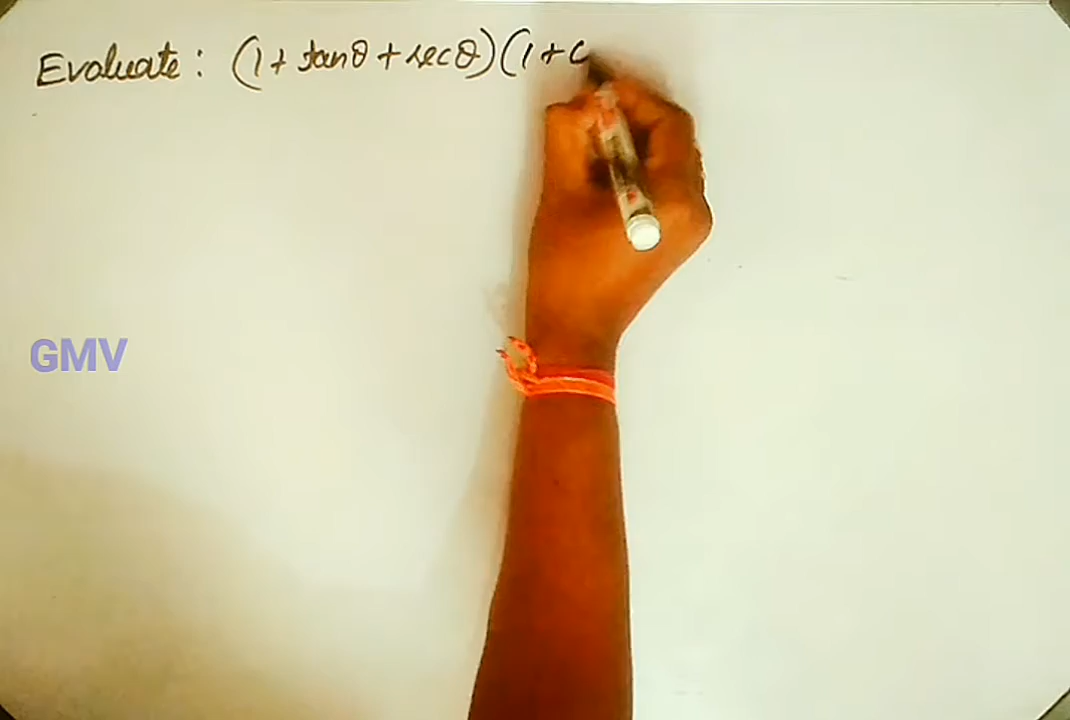 Evaluate : (1 + tanθ + secθ)(1 + c
GMV